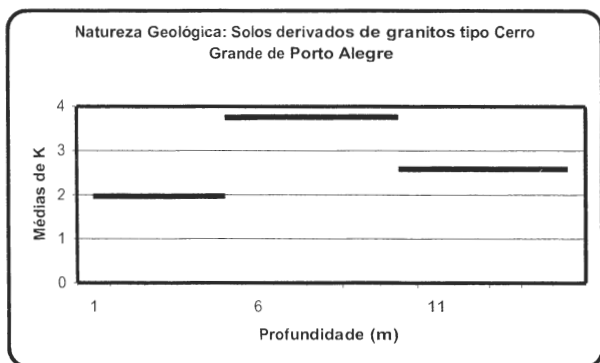 Natureza Geológica: Solos derivados de granitos tipo Cerro
Grande de Porto Alegre
Médias de K
4
3
2
1
0
1 6 11
Profundidade (m)